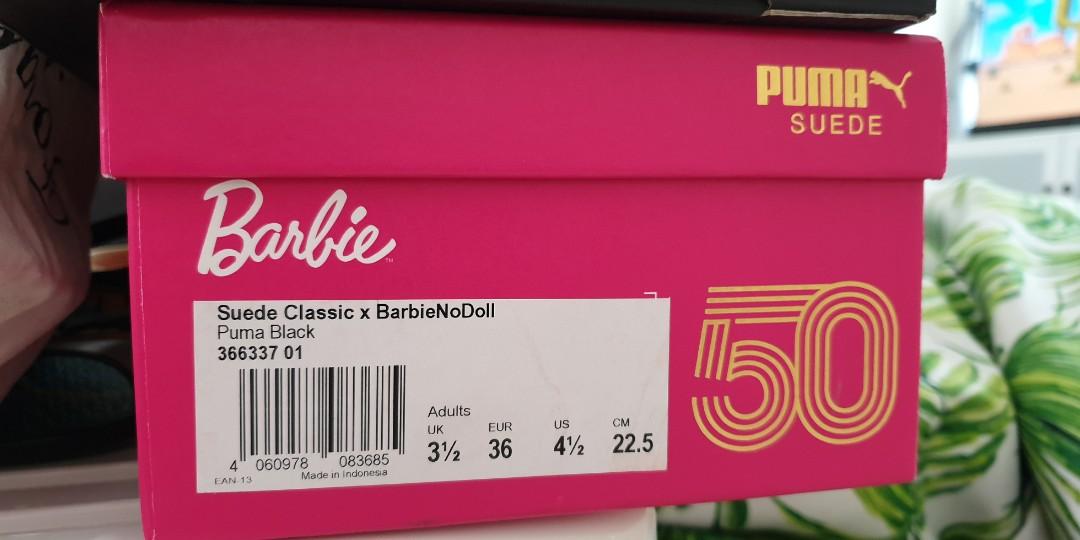 PUMA
SUEDE
Barbie™
Suede Classic x BarbieNoDoll
Puma Black
366337 01
Adults
UK EUR US CM
3½ 36 4½ 22.5
4 060978 083685
EAN-13 Made in Indonesia
50